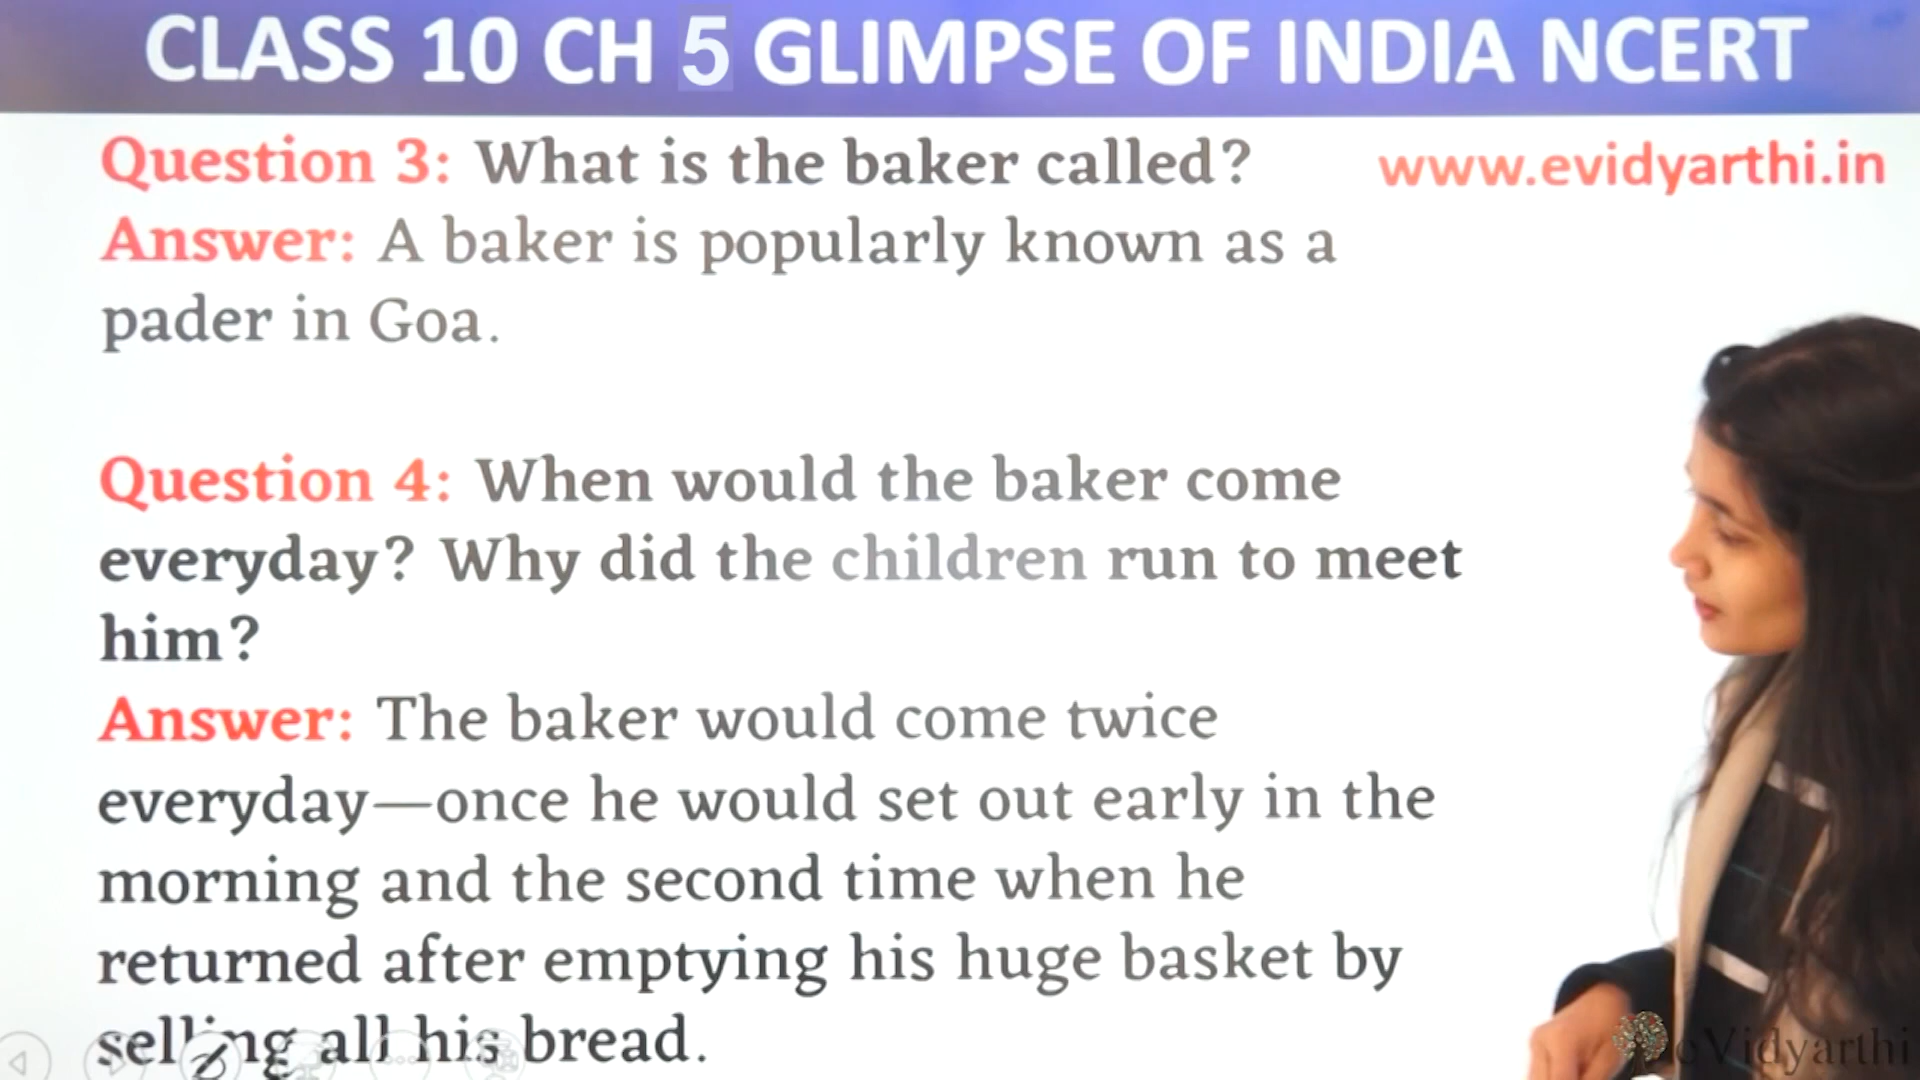 CLASS 10 CH 5 GLIMPSE OF INDIA NCERT
Question 3: What is the baker called?
www.evidyarthi.in
Answer: A baker is popularly known as a
pader in Goa.
Question 4: When would the baker come
everyday? Why did the children run to meet
him?
Answer: The baker would come twice
everyday—once he would set out early in the
morning and the second time when he
returned after emptying his huge basket by
selling all his bread.
eVidyarthi